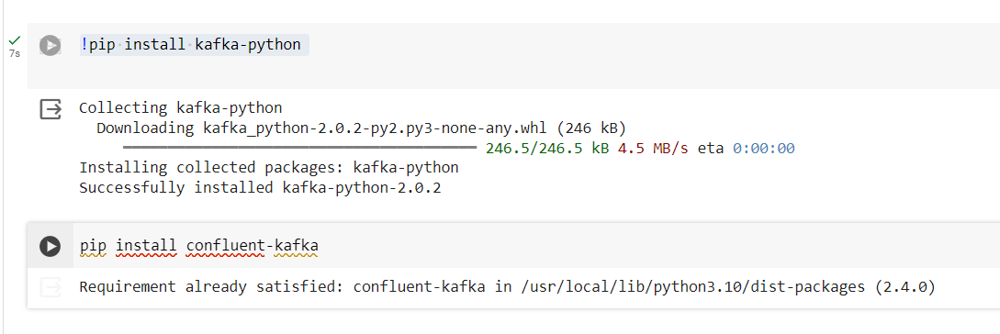 !pip install kafka-python
7s
Collecting kafka-python
Downloading kafka_python-2.0.2-py2.py3-none-any.whl (246 kB)
246.5/246.5 kB 4.5 MB/s eta 0:00:00
Installing collected packages: kafka-python
Successfully installed kafka-python-2.0.2
pip install confluent-kafka
Requirement already satisfied: confluent-kafka in /usr/local/lib/python3.10/dist-packages (2.4.0)